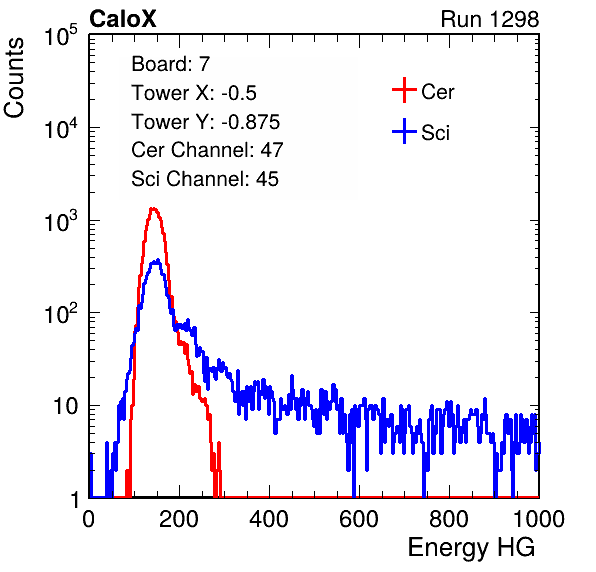 CaloX Run 1298
Counts
Board: 7
Tower X: -0.5
Tower Y: -0.875
Cer Channel: 47
Sci Channel: 45
Cer
Sci
10^5
10^4
10^3
10^2
10
1
0 200 400 600 800 1000
Energy HG